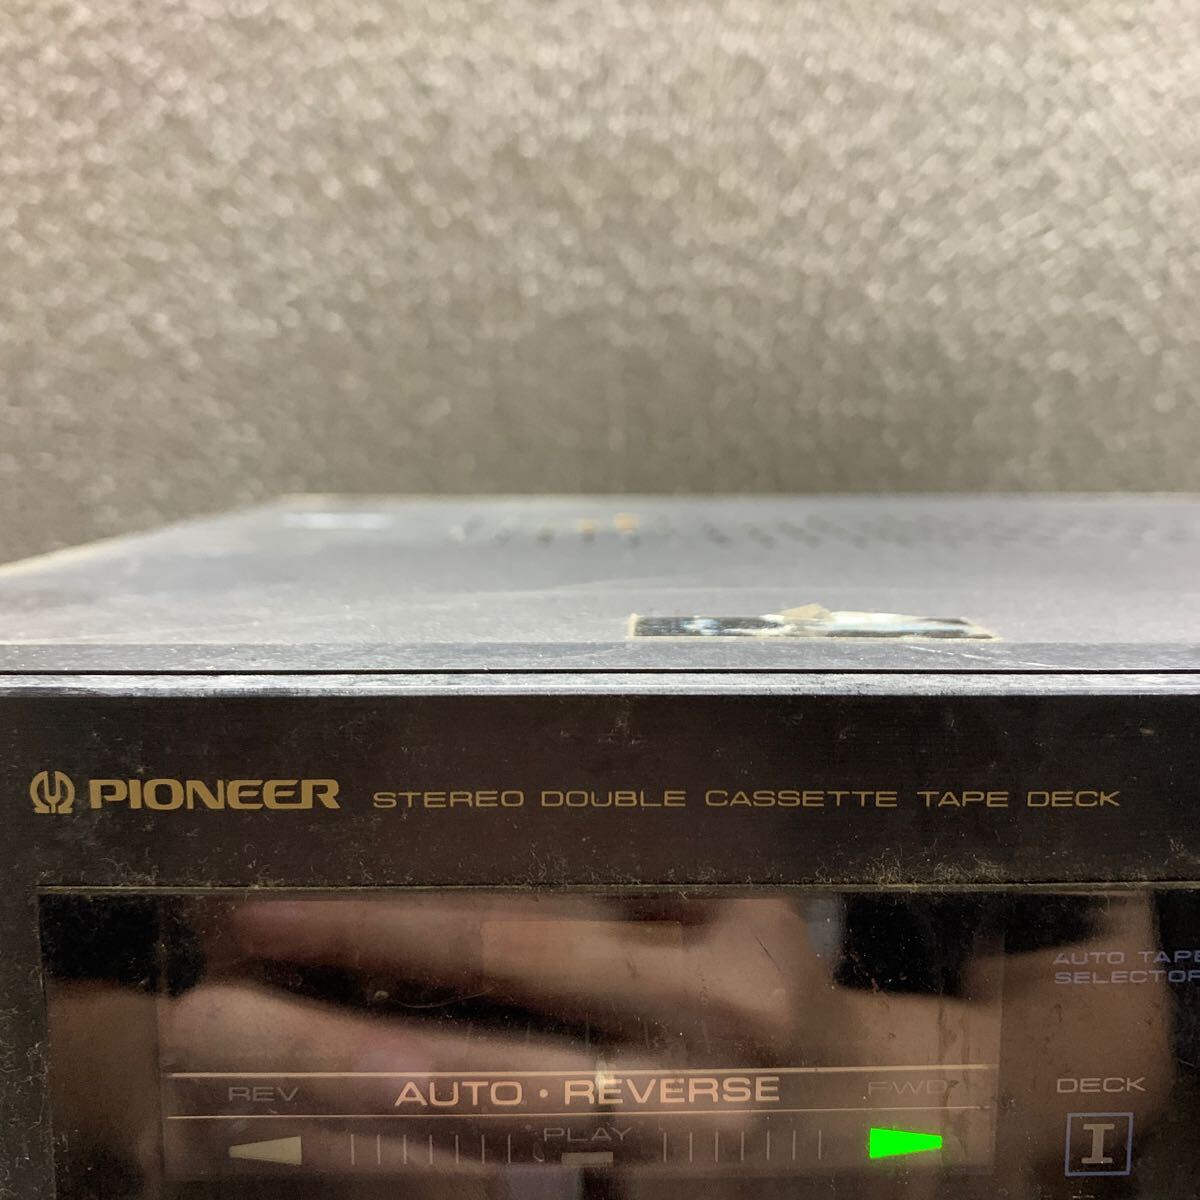 PIONEER STEREO DOUBLE CASSETTE TAPE DECK
AUTO TAPE
SELECTOR
REV AUTO • REVERSE FWD
DECK
PLAY
I